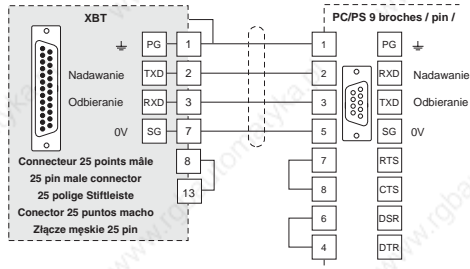 XBT
PC/PS 9 broches / pin /
PG 1 1 PG
Nadawanie TXD 2 2 RXD Nadawanie
Odbieranie RXD 3 3 TXD Odbieranie
0V SG 7 5 SG 0V
8 7 RTS
13 8 CTS
6 DSR
4 DTR
Connecteur 25 points mâle
25 pin male connector
25 polige Stiftleiste
Conector 25 puntos macho
Złącze męskie 25 pin